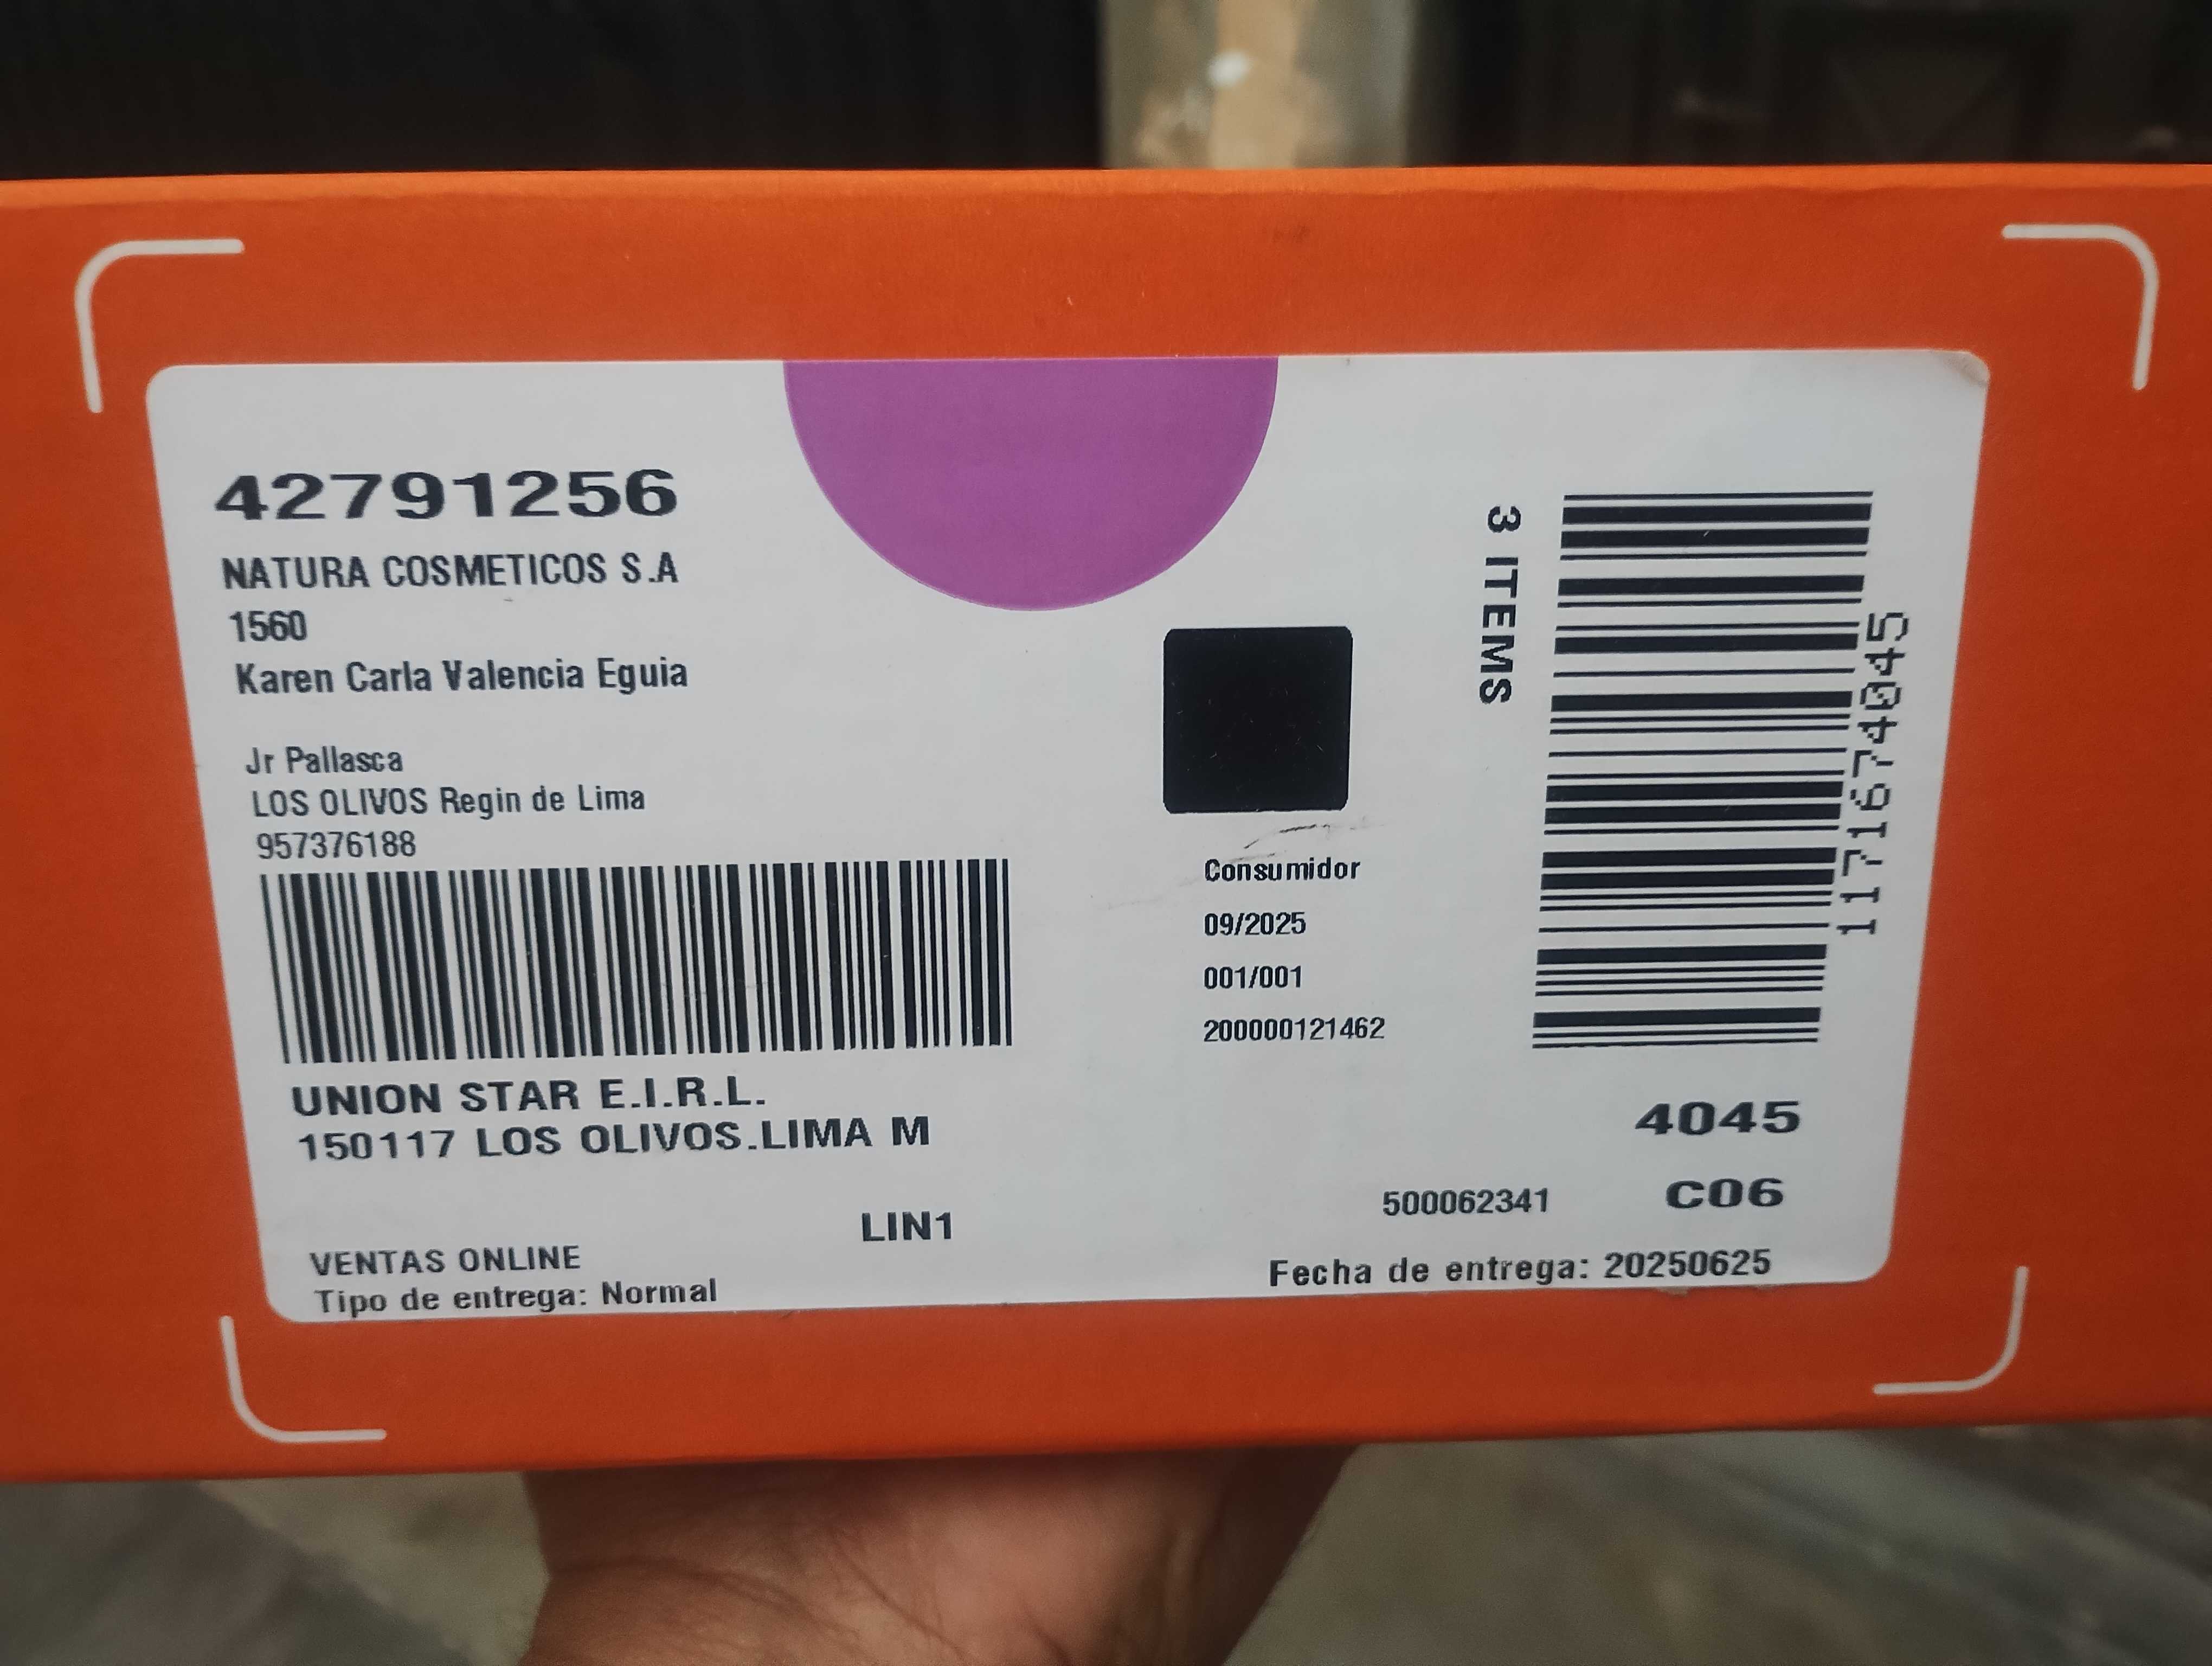 42791256
NATURA COSMETICOS S.A
1560
Karen Carla Valencia Eguia
Jr Pallasca
LOS OLIVOS Regin de Lima
957376188
UNION STAR E.I.R.L.
150117 LOS OLIVOS.LIMA M
LIN1
VENTAS ONLINE
Tipo de entrega: Normal
Consumidor
09/2025
001/001
200000121462
3 ITEMS
11716740045
4045
500062341 C06
Fecha de entrega: 20250625